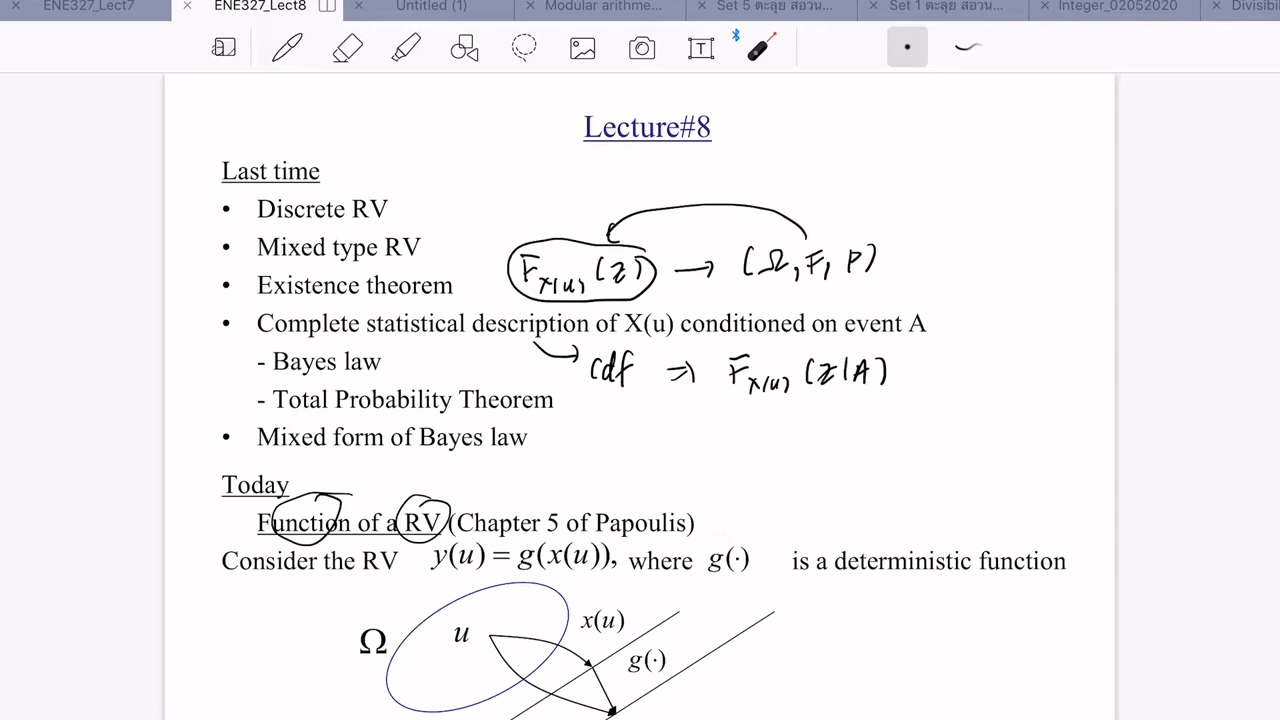 ENE327_Lect7 ENE327_Lect8 Untitled (1) Modular arithme... Set 5 ตะลุย สอวน... Set 1 ตะลุย สอวน... Integer_02052020 Divisibi
T
Lecture#8
Last time
• Discrete RV
• Mixed type RV
F_X(u) (z) → (Ω, F, P)
• Existence theorem
• Complete statistical description of X(u) conditioned on event A
- Bayes law
cdf ⇒ F_X(u) (z|A)
- Total Probability Theorem
• Mixed form of Bayes law
Today
Function of a RV (Chapter 5 of Papoulis)
Consider the RV y(u) = g(x(u)), where g(·) is a deterministic function
Ω u x(u)
g(·)